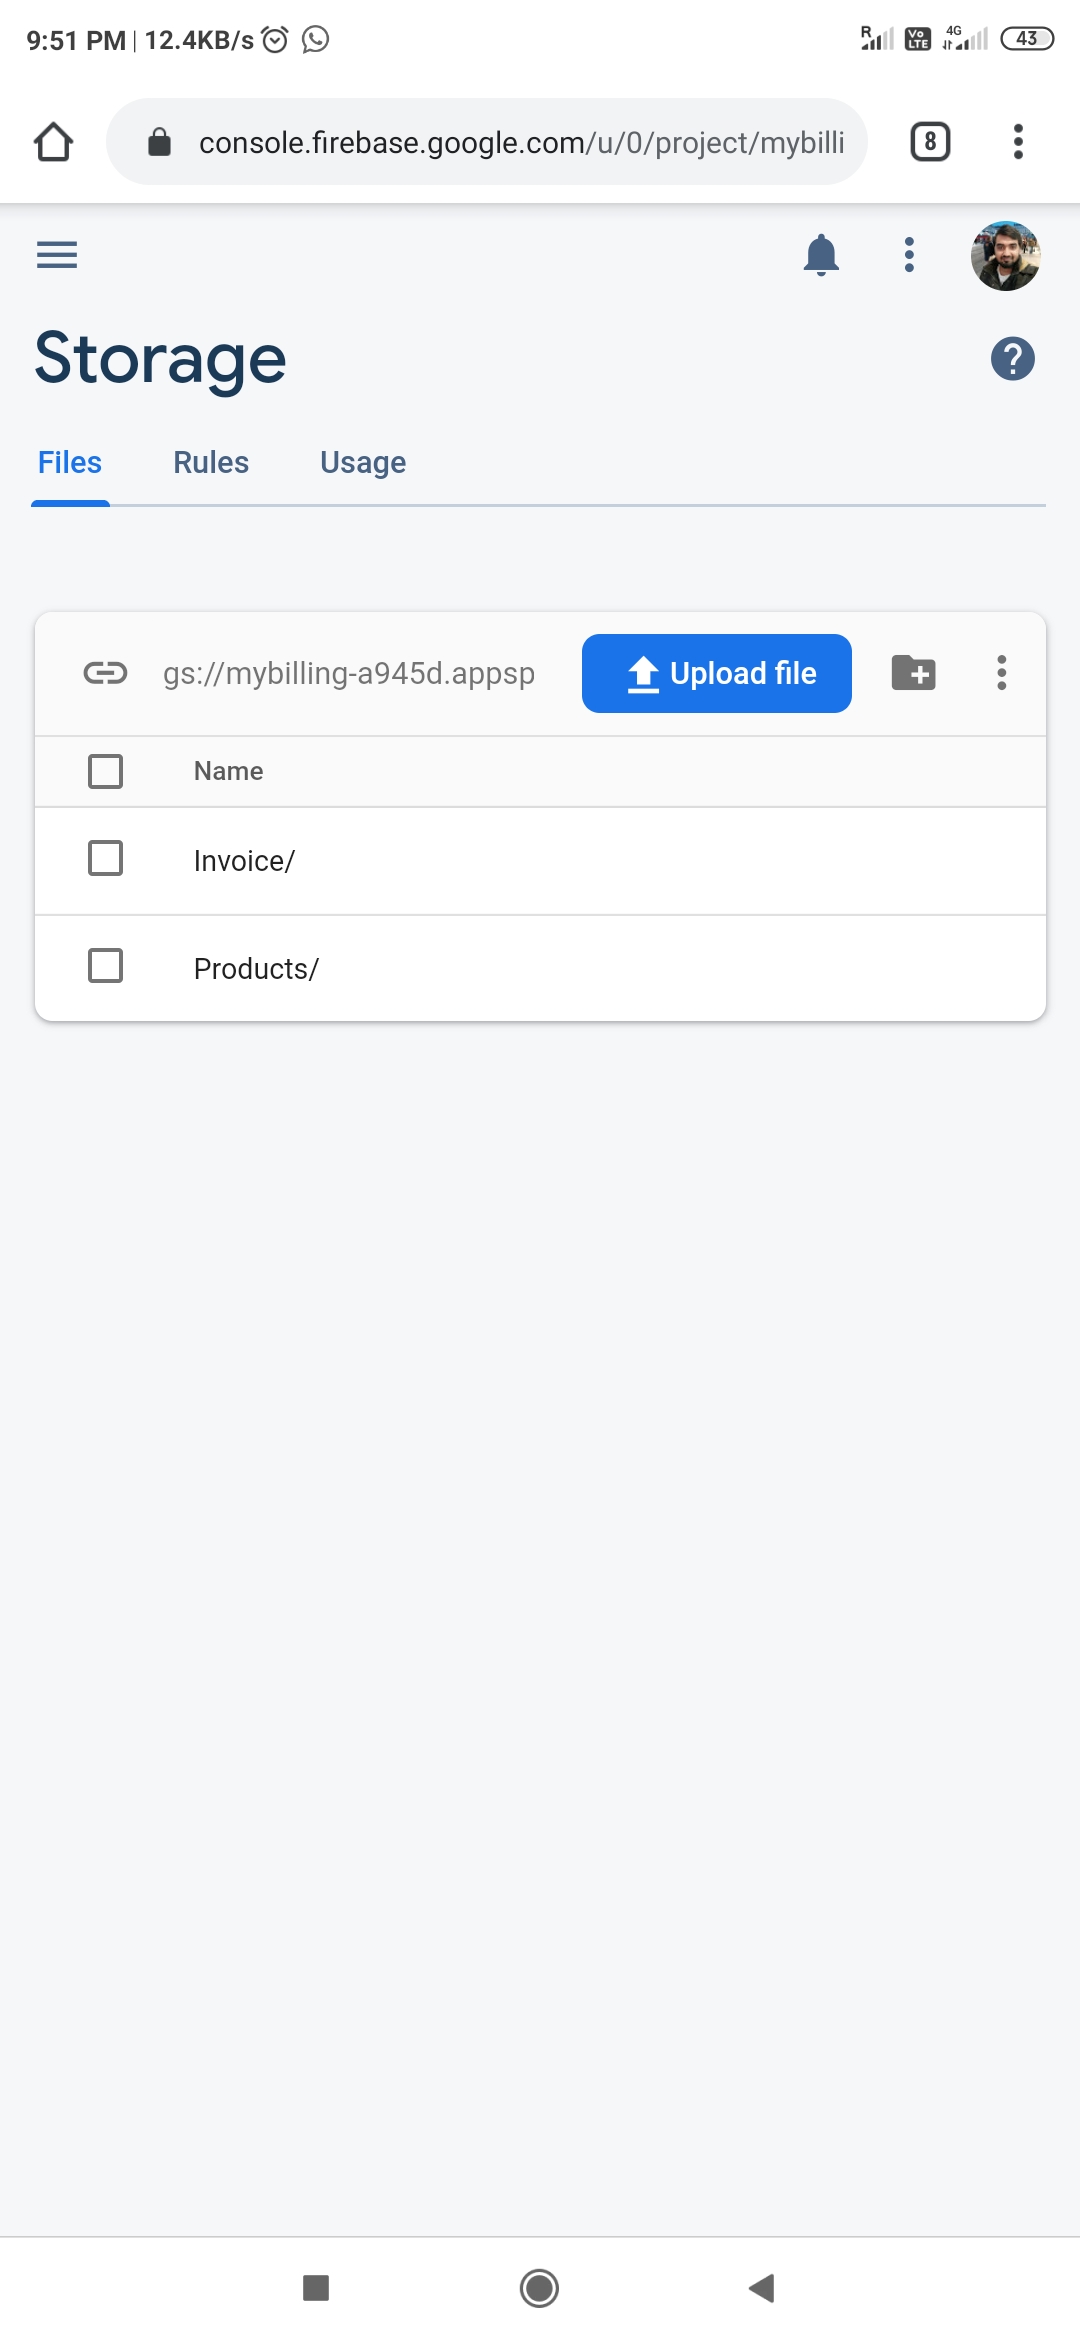 9:51 PM | 12.4KB/s R Vo LTE 4G 43
console.firebase.google.com/u/0/project/mybilli 8
Storage ?
Files Rules Usage
gs://mybilling-a945d.appsp Upload file
Name
Invoice/
Products/